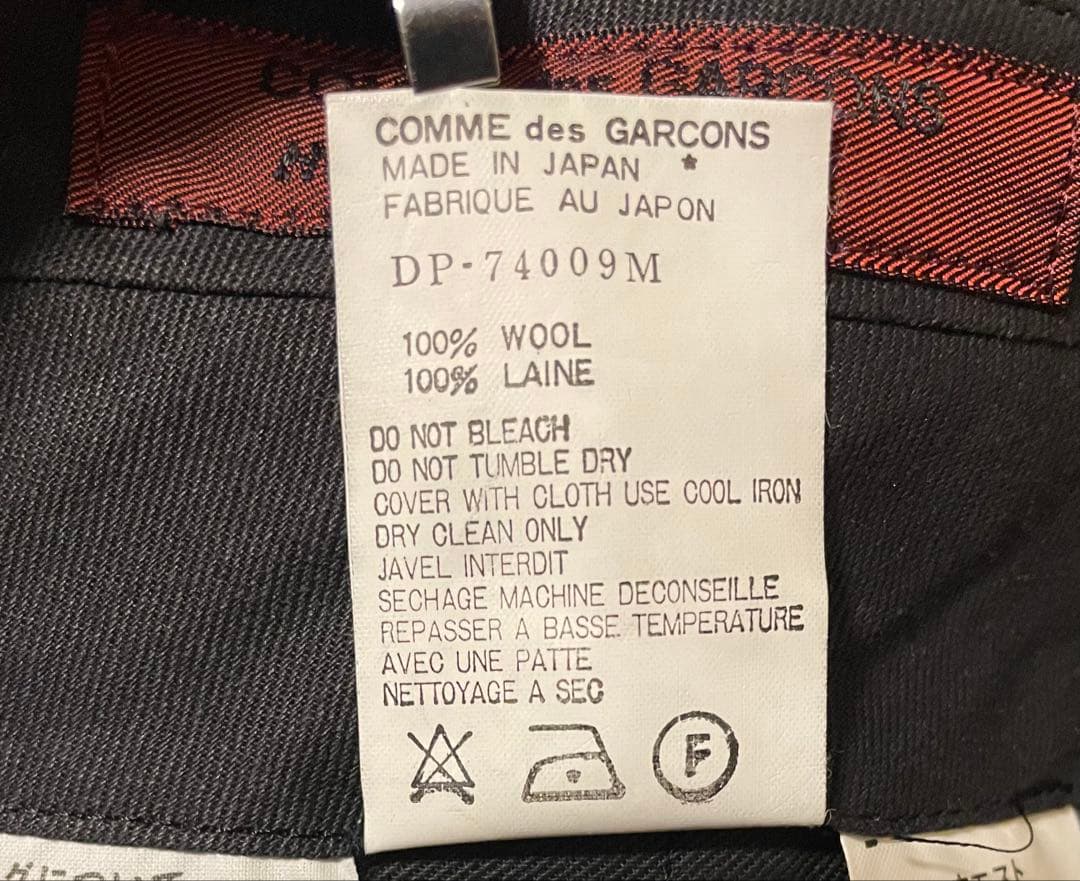 COMME des GARCONS
MADE IN JAPAN *
FABRIQUE AU JAPON
DP-74009M
100% WOOL
100% LAINE
DO NOT BLEACH
DO NOT TUMBLE DRY
COVER WITH CLOTH USE COOL IRON
DRY CLEAN ONLY
JAVEL INTERDIT
SECHAGE MACHINE DECONSEILLE
REPASSER A BASSE TEMPERATURE
AVEC UNE PATTE
NETTOYAGE A SEC
F